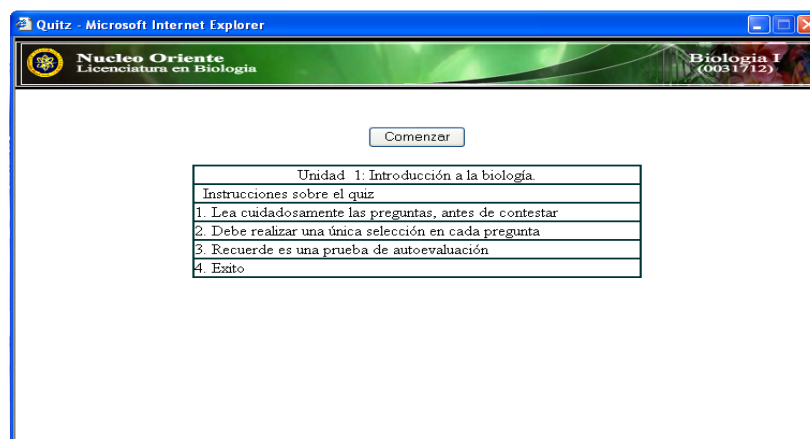 Quitz - Microsoft Internet Explorer
Nucleo Oriente
Licenciatura en Biologia
Biologia I
(0031712)
Comenzar
Unidad 1: Introducción a la biología.
Instrucciones sobre el quiz
1. Lea cuidadosamente las preguntas, antes de contestar
2. Debe realizar una única selección en cada pregunta
3. Recuerde es una prueba de autoevaluación
4. Exito